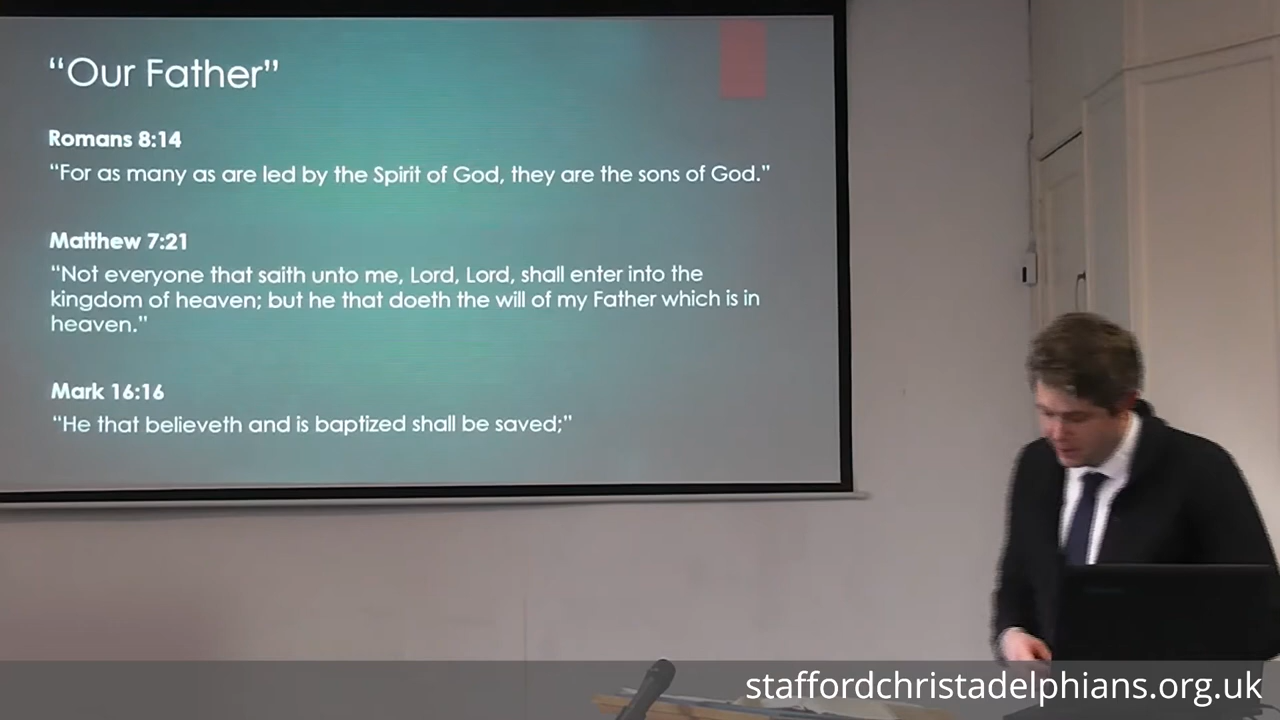 “Our Father”
Romans 8:14
“For as many as are led by the Spirit of God, they are the sons of God.”
Matthew 7:21
“Not everyone that saith unto me, Lord, Lord, shall enter into the
kingdom of heaven; but he that doeth the will of my Father which is in
heaven.”
Mark 16:16
“He that believeth and is baptized shall be saved;”
staffordchristadelphians.org.uk